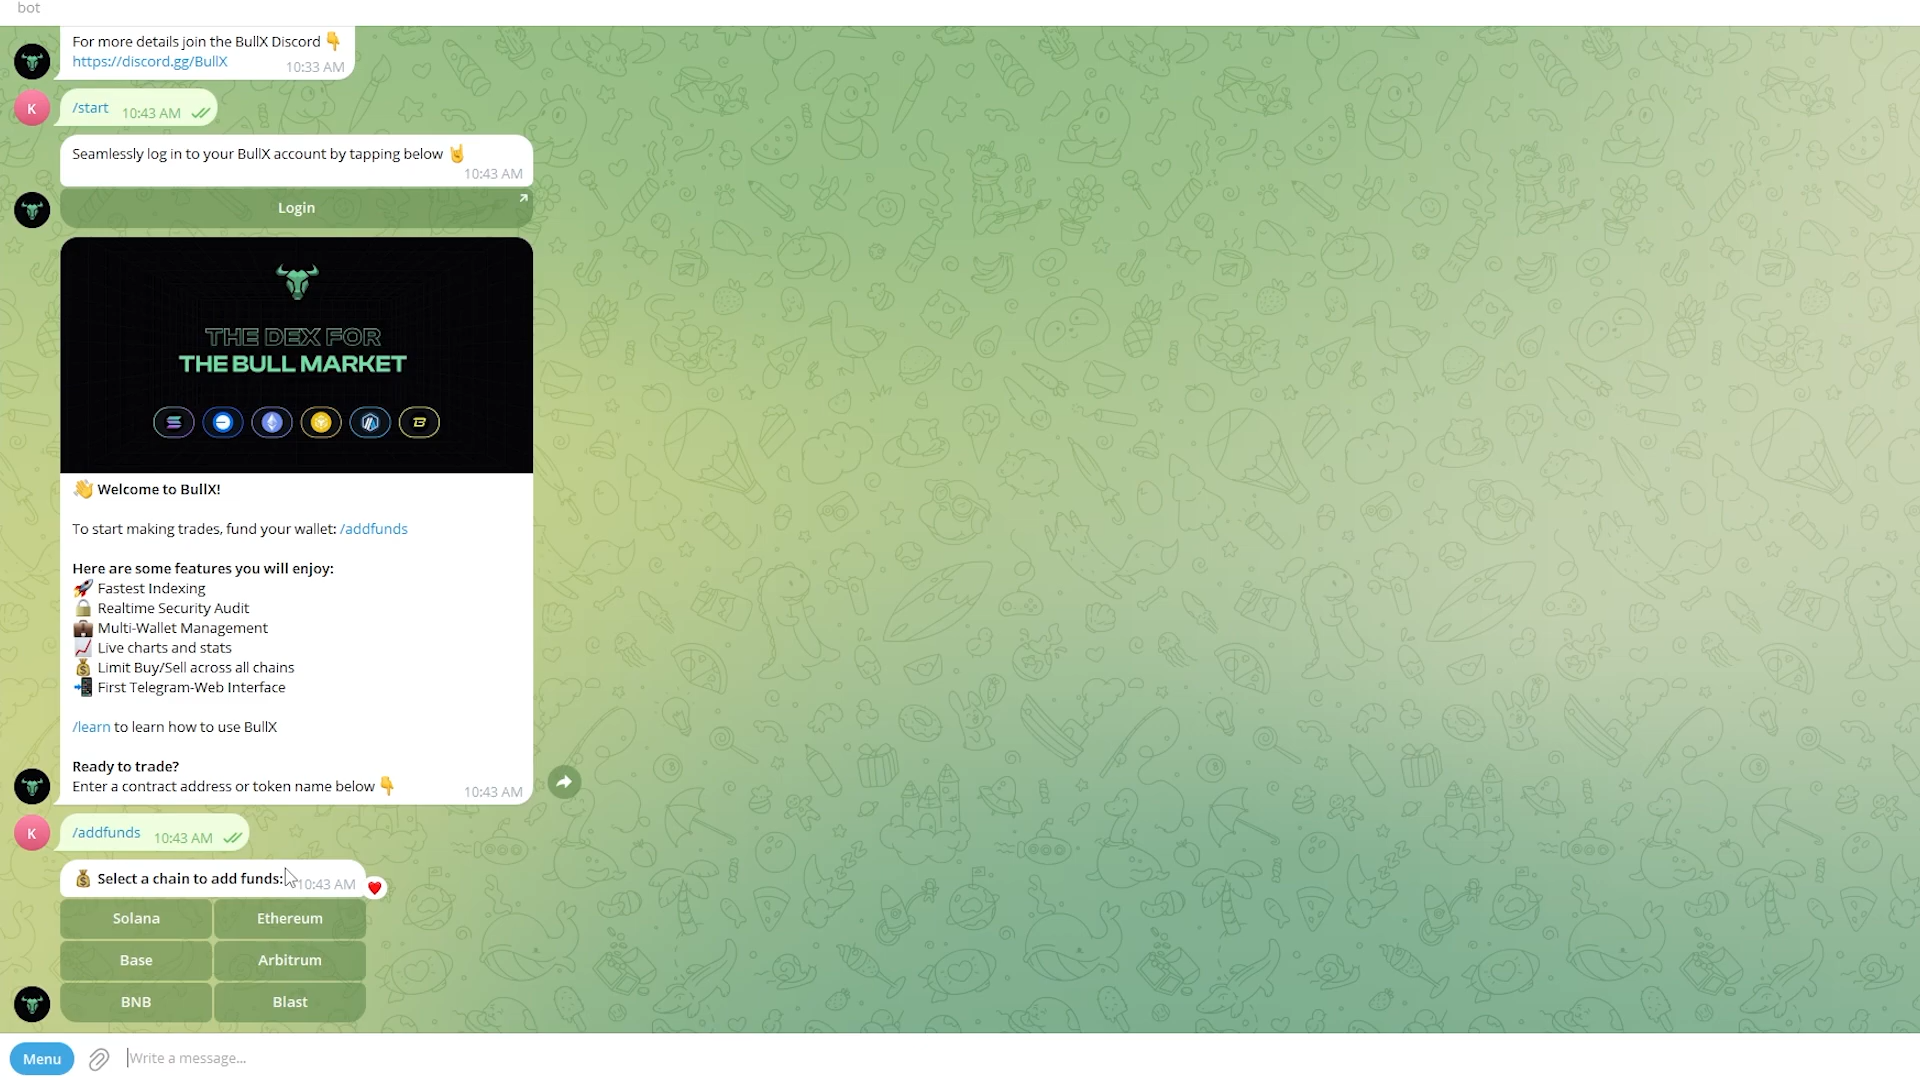 bot
For more details join the BullX Discord 👇
https://discord.gg/BullX 10:33 AM
K
/start 10:43 AM
Seamlessly log in to your BullX account by tapping below 🤘
10:43 AM
Login
THE DEX FOR
THE BULL MARKET
👋 Welcome to BullX!
To start making trades, fund your wallet: /addfunds
Here are some features you will enjoy:
🚀 Fastest Indexing
🔒 Realtime Security Audit
💼 Multi-Wallet Management
📈 Live charts and stats
💰 Limit Buy/Sell across all chains
📲 First Telegram-Web Interface
/learn to learn how to use BullX
Ready to trade?
Enter a contract address or token name below 👇
10:43 AM
K
/addfunds 10:43 AM
💰 Select a chain to add funds: 10:43 AM
Solana Ethereum
Base Arbitrum
BNB Blast
Menu Write a message...